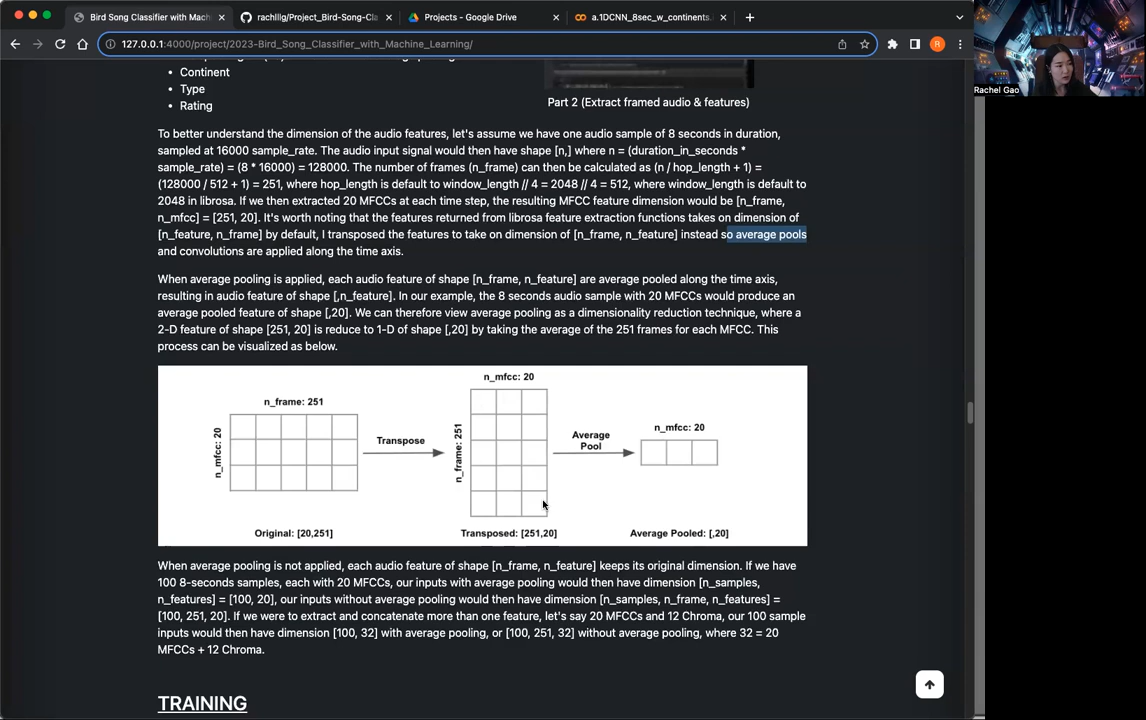 Bird Song Classifier with Mach
rachllg/Project_Bird-Song-Cla
Projects - Google Drive
a.1DCNN_8sec_w_continents.
127.0.0.1:4000/project/2023-Bird_Song_Classifier_with_Machine_Learning/
R
Rachel Gao
• Continent
• Type
• Rating
Part 2 (Extract framed audio & features)
To better understand the dimension of the audio features, let's assume we have one audio sample of 8 seconds in duration,
sampled at 16000 sample_rate. The audio input signal would then have shape [n,] where n = (duration_in_seconds *
sample_rate) = (8 * 16000) = 128000. The number of frames (n_frame) can then be calculated as (n / hop_length + 1) =
(128000 / 512 + 1) = 251, where hop_length is default to window_length // 4 = 2048 // 4 = 512, where window_length is default to
2048 in librosa. If we then extracted 20 MFCCs at each time step, the resulting MFCC feature dimension would be [n_frame,
n_mfcc] = [251, 20]. It's worth noting that the features returned from librosa feature extraction functions takes on dimension of
[n_feature, n_frame] by default, I transposed the features to take on dimension of [n_frame, n_feature] instead so average pools
and convolutions are applied along the time axis.
When average pooling is applied, each audio feature of shape [n_frame, n_feature] are average pooled along the time axis,
resulting in audio feature of shape [,n_feature]. In our example, the 8 seconds audio sample with 20 MFCCs would produce an
average pooled feature of shape [,20]. We can therefore view average pooling as a dimensionality reduction technique, where a
2-D feature of shape [251, 20] is reduce to 1-D of shape [,20] by taking the average of the 251 frames for each MFCC. This
process can be visualized as below.
n_frame: 251
n_mfcc: 20
Original: [20,251]
Transpose
n_mfcc: 20
n_frame: 251
Transposed: [251,20]
Average
Pool
n_mfcc: 20
Average Pooled: [,20]
When average pooling is not applied, each audio feature of shape [n_frame, n_feature] keeps its original dimension. If we have
100 8-seconds samples, each with 20 MFCCs, our inputs with average pooling would then have dimension [n_samples,
n_features] = [100, 20], our inputs without average pooling would then have dimension [n_samples, n_frame, n_features] =
[100, 251, 20]. If we were to extract and concatenate more than one feature, let's say 20 MFCCs and 12 Chroma, our 100 sample
inputs would then have dimension [100, 32] with average pooling, or [100, 251, 32] without average pooling, where 32 = 20
MFCCs + 12 Chroma.
TRAINING